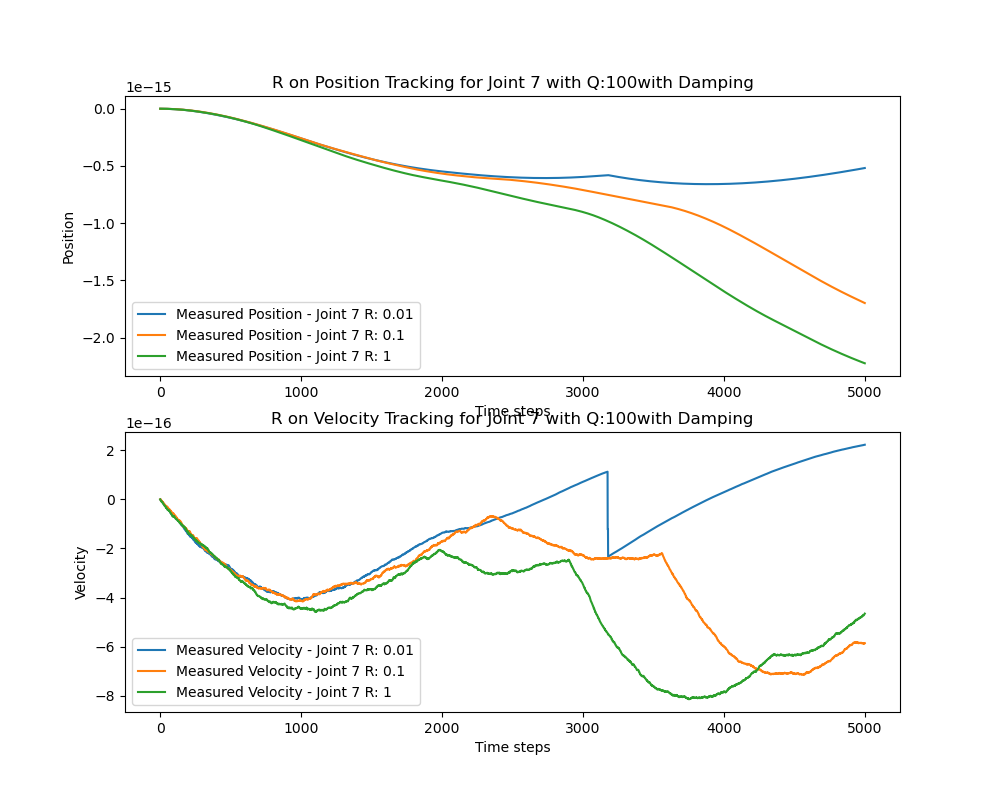 R on Position Tracking for Joint 7 with Q:100with Damping
1e−15
0.0
−0.5
−1.0
−1.5
−2.0
Position
Measured Position - Joint 7 R: 0.01
Measured Position - Joint 7 R: 0.1
Measured Position - Joint 7 R: 1
0 1000 2000 3000 4000 5000
Time steps
R on Velocity Tracking for Joint 7 with Q:100with Damping
1e−16
2
0
−2
−4
−6
−8
Velocity
Measured Velocity - Joint 7 R: 0.01
Measured Velocity - Joint 7 R: 0.1
Measured Velocity - Joint 7 R: 1
0 1000 2000 3000 4000 5000
Time steps